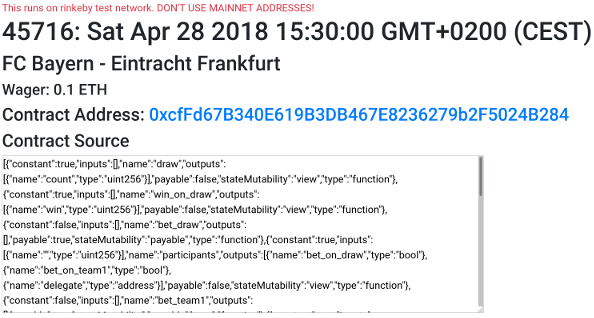 This runs on rinkeby test network. DON'T USE MAINNET ADDRESSES!
45716: Sat Apr 28 2018 15:30:00 GMT+0200 (CEST)
FC Bayern - Eintracht Frankfurt
Wager: 0.1 ETH
Contract Address: 0xcfFd67B340E619B3DB467E8236279b2F5024B284
Contract Source
[{"constant":true,"inputs":[],"name":"draw","outputs":
[{"name":"count","type":"uint256"}],"payable":false,"stateMutability":"view","type":"function"},
{"constant":true,"inputs":[],"name":"win_on_draw","outputs":
[{"name":"win","type":"uint256"}],"payable":false,"stateMutability":"view","type":"function"},
{"constant":false,"inputs":[],"name":"bet_draw","outputs":
[],"payable":true,"stateMutability":"payable","type":"function"},{"constant":true,"inputs":
[{"name":"","type":"uint256"}],"name":"participants","outputs":[{"name":"bet_on_draw","type":"bool"},
{"name":"bet_on_team1","type":"bool"},
{"name":"delegate","type":"address"}],"payable":false,"stateMutability":"view","type":"function"},
{"constant":false,"inputs":[],"name":"bet_team1","outputs":